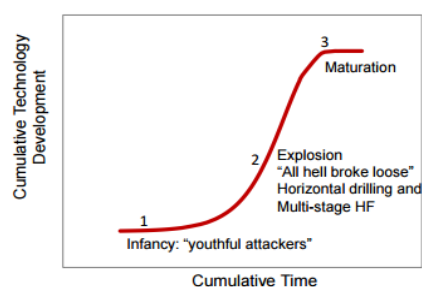 Cumulative Technology
Development
3
Maturation
2
Explosion
“All hell broke loose”
Horizontal drilling and
Multi-stage HF
1
Infancy: “youthful attackers”
Cumulative Time